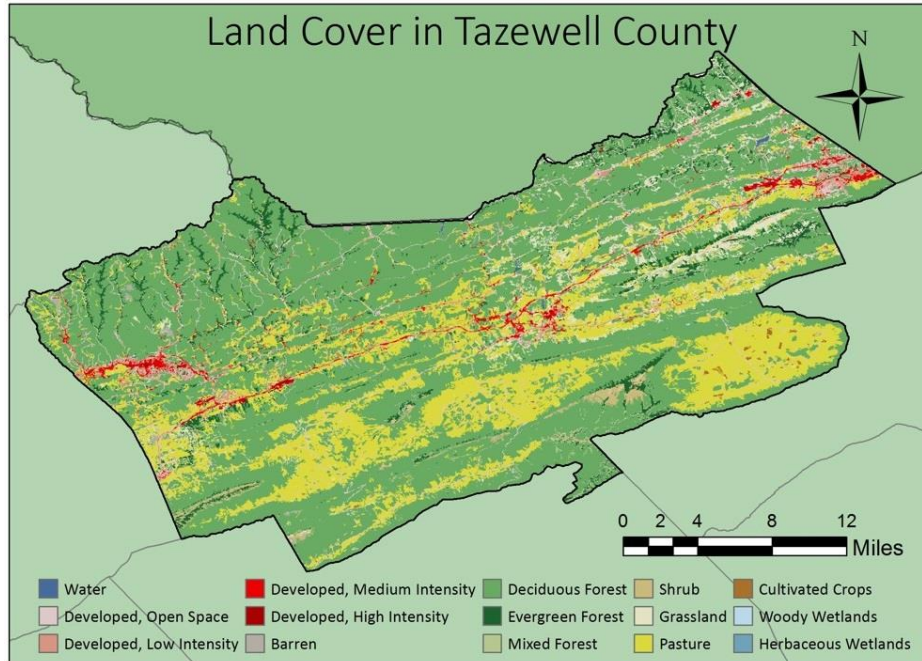 Land Cover in Tazewell County
N
0 2 4 8 12
Miles
Water
Developed, Open Space
Developed, Low Intensity
Developed, Medium Intensity
Developed, High Intensity
Barren
Deciduous Forest
Evergreen Forest
Mixed Forest
Shrub
Grassland
Pasture
Cultivated Crops
Woody Wetlands
Herbaceous Wetlands